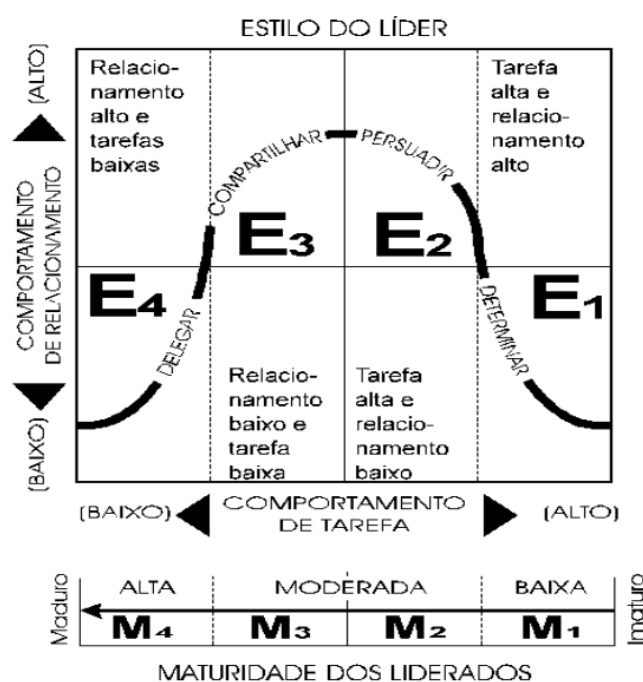 ESTILO DO LÍDER
(ALTO)
COMPORTAMENTO
DE RELACIONAMENTO
(BAIXO)
Relacio-
namento
alto e
tarefas
baixas
Tarefa
alta e
relacio-
namento
alto
COMPARTILHAR
PERSUADIR
E3
E2
E4
E1
DELEGAR
DETERMINAR
Relacio-
namento
baixo e
tarefa
baixa
Tarefa
alta e
relacio-
namento
baixo
(BAIXO)
COMPORTAMENTO
DE TAREFA
(ALTO)
Maduro
ALTA
MODERADA
BAIXA
Imaturo
M4
M3
M2
M1
MATURIDADE DOS LIDERADOS